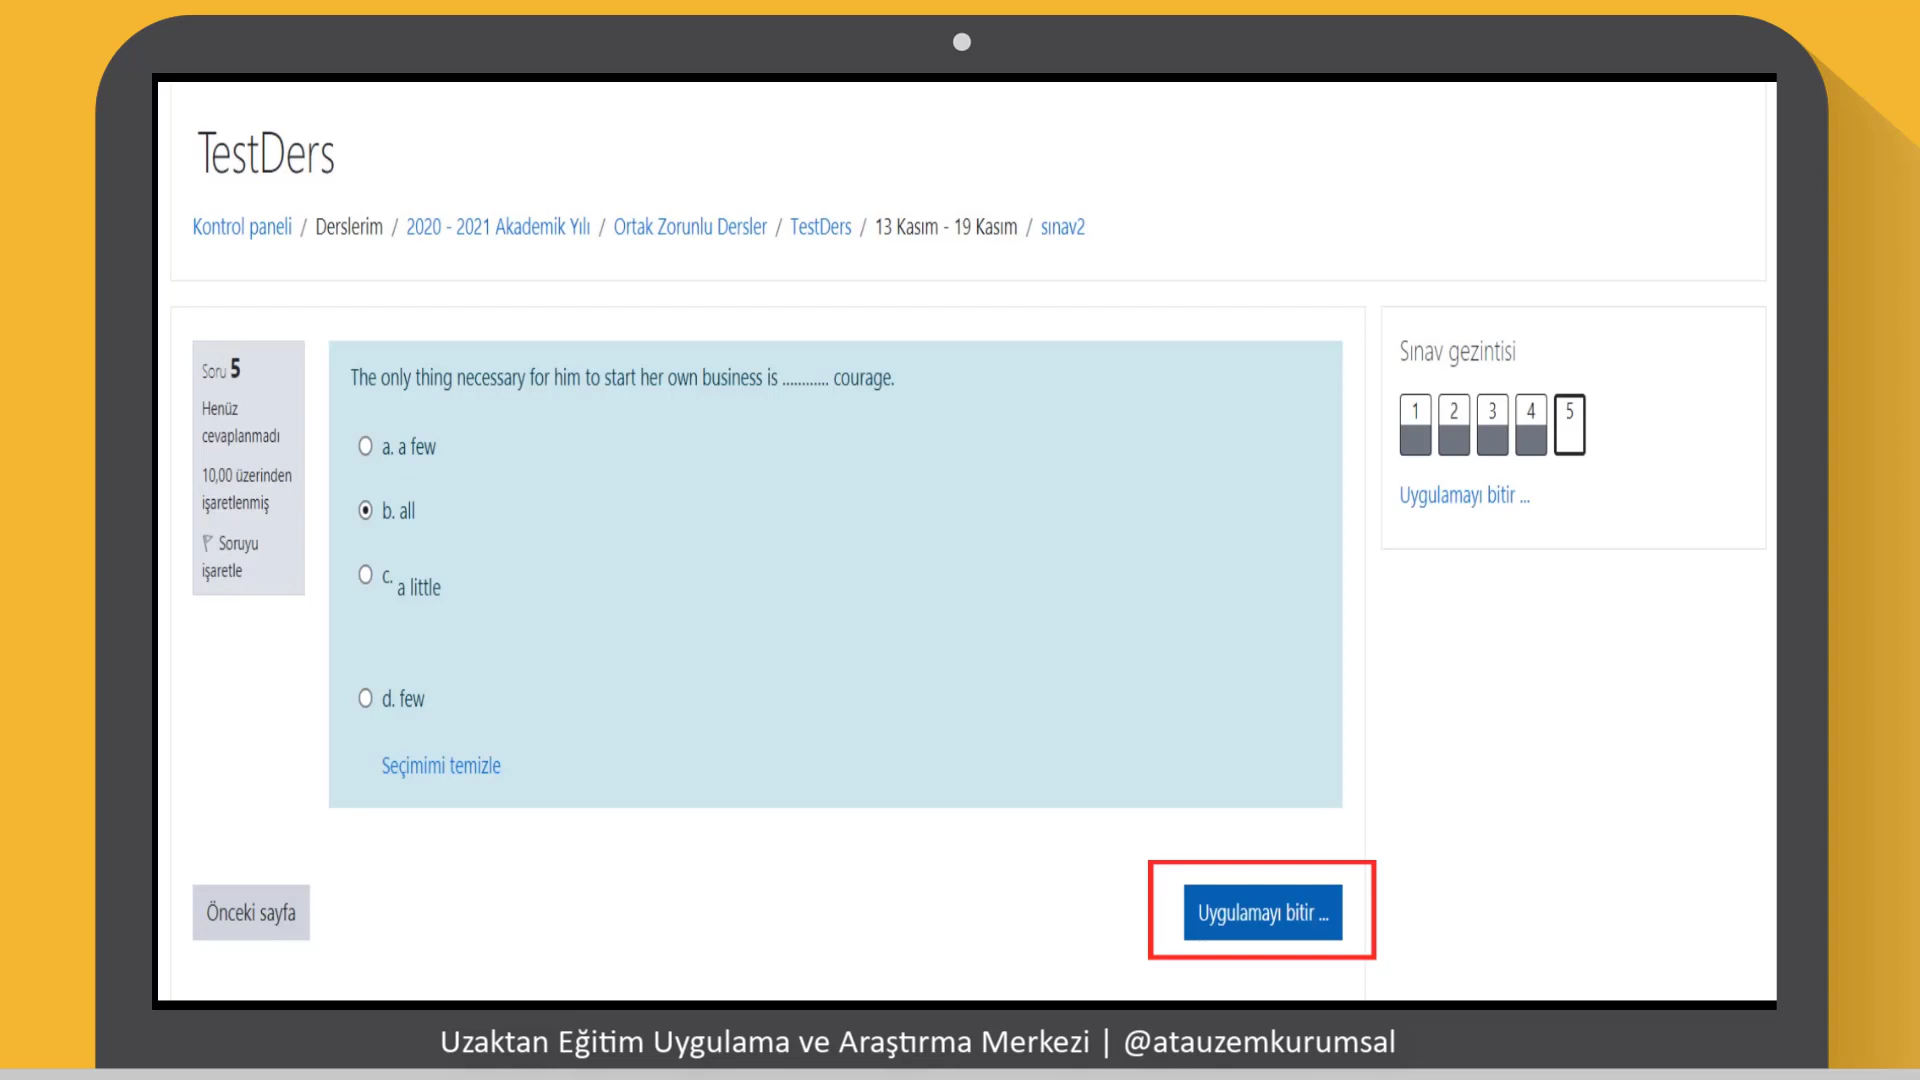 TestDers
Kontrol paneli / Derslerim / 2020 - 2021 Akademik Yılı / Ortak Zorunlu Dersler / TestDers / 13 Kasım - 19 Kasım / sınav2
Soru 5
Henüz
cevaplanmadı
10,00 üzerinden
işaretlenmiş
Soruyu
işaretle
The only thing necessary for him to start her own business is ............ courage.
a. a few
b. all
c. a little
d. few
Seçimimi temizle
Önceki sayfa
Uygulamayı bitir ...
Sınav gezintisi
1 2 3 4 5
Uygulamayı bitir ...
Uzaktan Eğitim Uygulama ve Araştırma Merkezi | @atauzemkurumsal